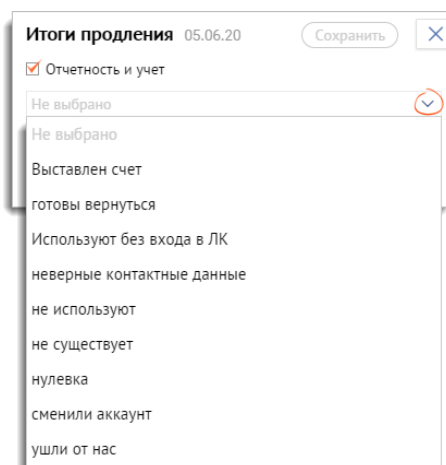 Итоги продления 05.06.20 Сохранить
Отчетность и учет
Не выбрано
Не выбрано
Выставлен счет
готовы вернуться
Используют без входа в ЛК
неверные контактные данные
не используют
не существует
нулевка
сменили аккаунт
ушли от нас